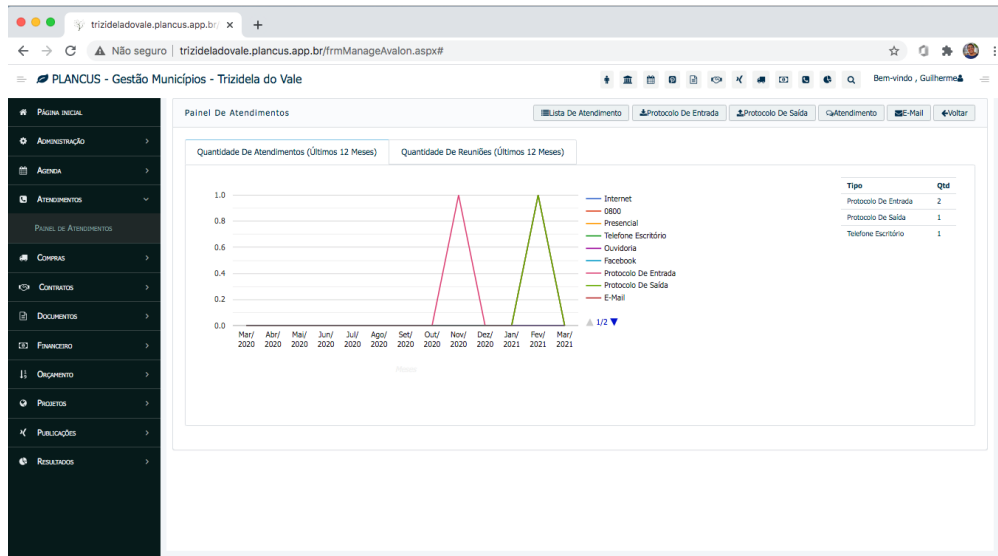 trizideladovale.plancus.app.br/
Não seguro | trizideladovale.plancus.app.br/frmManageAvalon.aspx#
PLANCUS - Gestão Municípios - Trizidela do Vale
Bem-vindo , Guilherme
Página inicial
Administração
Agenda
Atendimentos
Painel de Atendimentos
Compras
Contratos
Documentos
Financeiro
Orçamento
Projetos
Publicações
Resultados
Painel De Atendimentos
Lista De Atendimento Protocolo De Entrada Protocolo De Saída Atendimento E-Mail Voltar
Quantidade De Atendimentos (Últimos 12 Meses) Quantidade De Reuniões (Últimos 12 Meses)
1.0
0.8
0.6
0.4
0.2
0.0
Mar/ Abr/ Mai/ Jun/ Jul/ Ago/ Set/ Out/ Nov/ Dez/ Jan/ Fev/ Mar/
2020 2020 2020 2020 2020 2020 2020 2020 2020 2020 2021 2021 2021
Meses
Internet
0800
Presencial
Telefone Escritório
Ouvidoria
Facebook
Protocolo De Entrada
Protocolo De Saída
E-Mail
1/2
Tipo Qtd
Protocolo De Entrada 2
Protocolo De Saída 1
Telefone Escritório 1